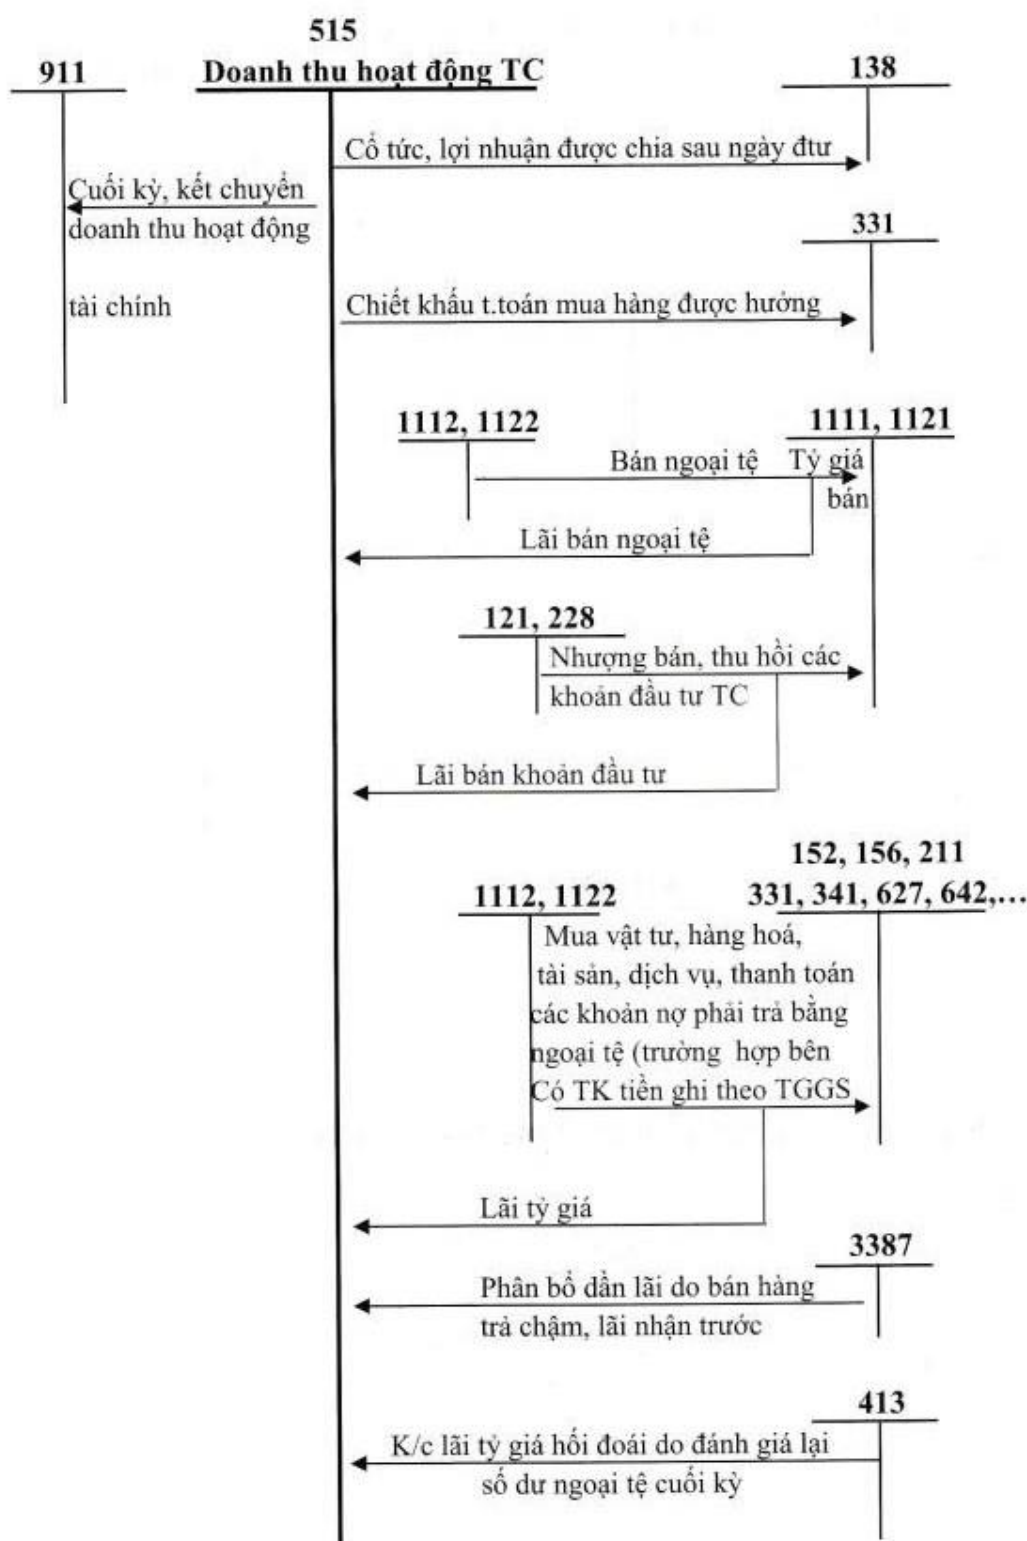 515
911
Doanh thu hoạt động TC
138
Cổ tức, lợi nhuận được chia sau ngày đtư
Cuối kỳ, kết chuyển
doanh thu hoạt động
tài chính
331
Chiết khấu t.toán mua hàng được hưởng
1112, 1122
1111, 1121
Bán ngoại tệ
Tỷ giá
bán
Lãi bán ngoại tệ
121, 228
Nhượng bán, thu hồi các
khoản đầu tư TC
Lãi bán khoản đầu tư
152, 156, 211
1112, 1122
331, 341, 627, 642,...
Mua vật tư, hàng hoá,
tài sản, dịch vụ, thanh toán
các khoản nợ phải trả bằng
ngoại tệ (trường hợp bên
Có TK tiền ghi theo TGGS
Lãi tỷ giá
3387
Phân bổ dần lãi do bán hàng
trả chậm, lãi nhận trước
413
K/c lãi tỷ giá hối đoái do đánh giá lại
số dư ngoại tệ cuối kỳ